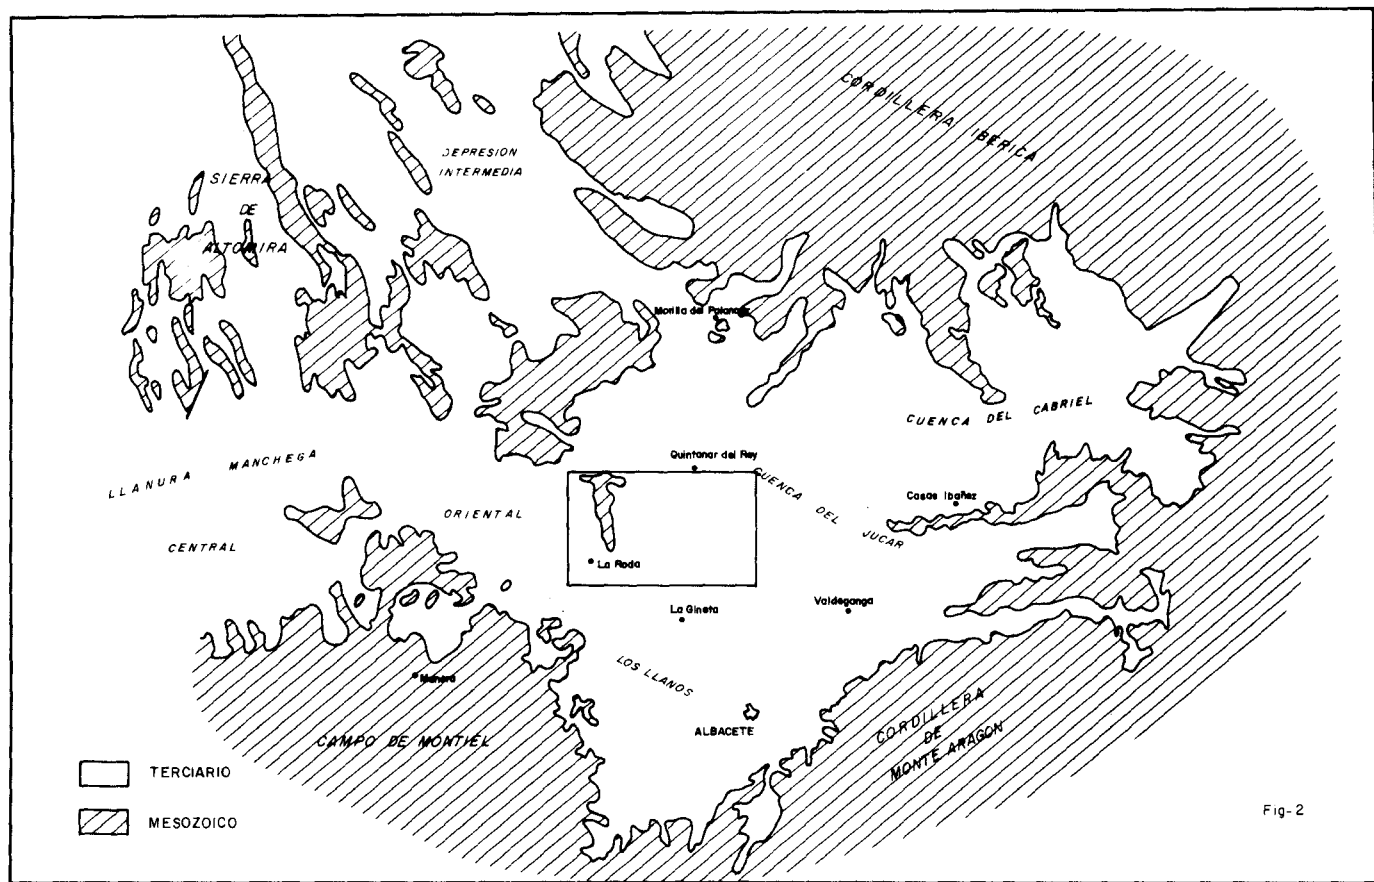 CORDILLERA IBERICA
DEPRESION
INTERMEDIA
SIERRA
DE
ALTOMIRA
Motilla del Palancar
CUENCA DEL CABRIEL
LLANURA MANCHEGA
Quintanar del Rey
CUENCA DEL JUCAR
Casas Ibañez
ORIENTAL
CENTRAL
La Roda
La Gineta
Valdeganga
LOS LLANOS
Munera
ALBACETE
CORDILLERA
DE
MONTE ARAGON
CAMPO DE MONTIEL
TERCIARIO
MESOZOICO
Fig-2